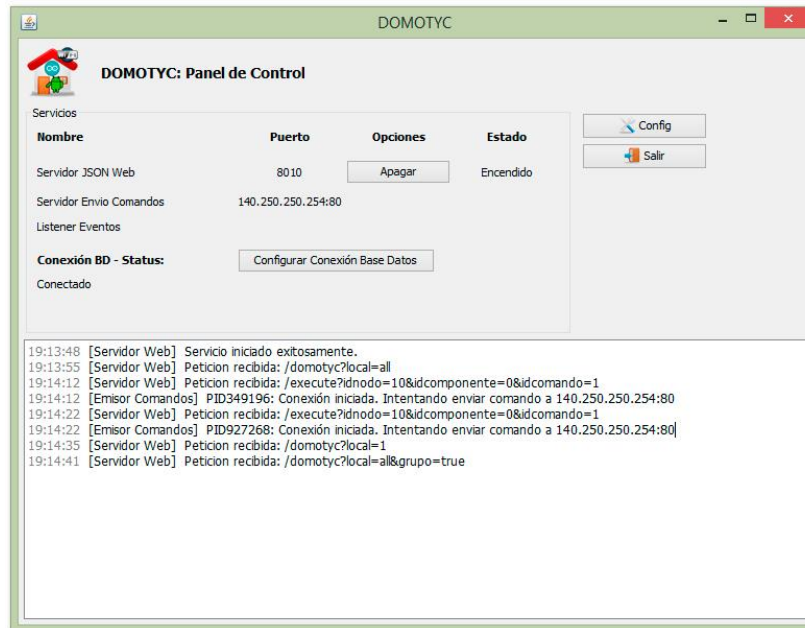 DOMOTYC
DOMOTYC: Panel de Control
Servicios
Nombre Puerto Opciones Estado
Servidor JSON Web 8010 Apagar Encendido
Servidor Envio Comandos 140.250.250.254:80
Listener Eventos
Conexión BD - Status: Configurar Conexión Base Datos
Conectado
Config
Salir
19:13:48 [Servidor Web] Servicio iniciado exitosamente.
19:13:55 [Servidor Web] Peticion recibida: /domotyc?local=all
19:14:12 [Servidor Web] Peticion recibida: /execute?idnodo=10&idcomponente=0&idcomando=1
19:14:12 [Emisor Comandos] PID349196: Conexión iniciada. Intentando enviar comando a 140.250.250.254:80
19:14:22 [Servidor Web] Peticion recibida: /execute?idnodo=10&idcomponente=0&idcomando=1
19:14:22 [Emisor Comandos] PID927268: Conexión iniciada. Intentando enviar comando a 140.250.250.254:80
19:14:35 [Servidor Web] Peticion recibida: /domotyc?local=1
19:14:41 [Servidor Web] Peticion recibida: /domotyc?local=all&grupo=true